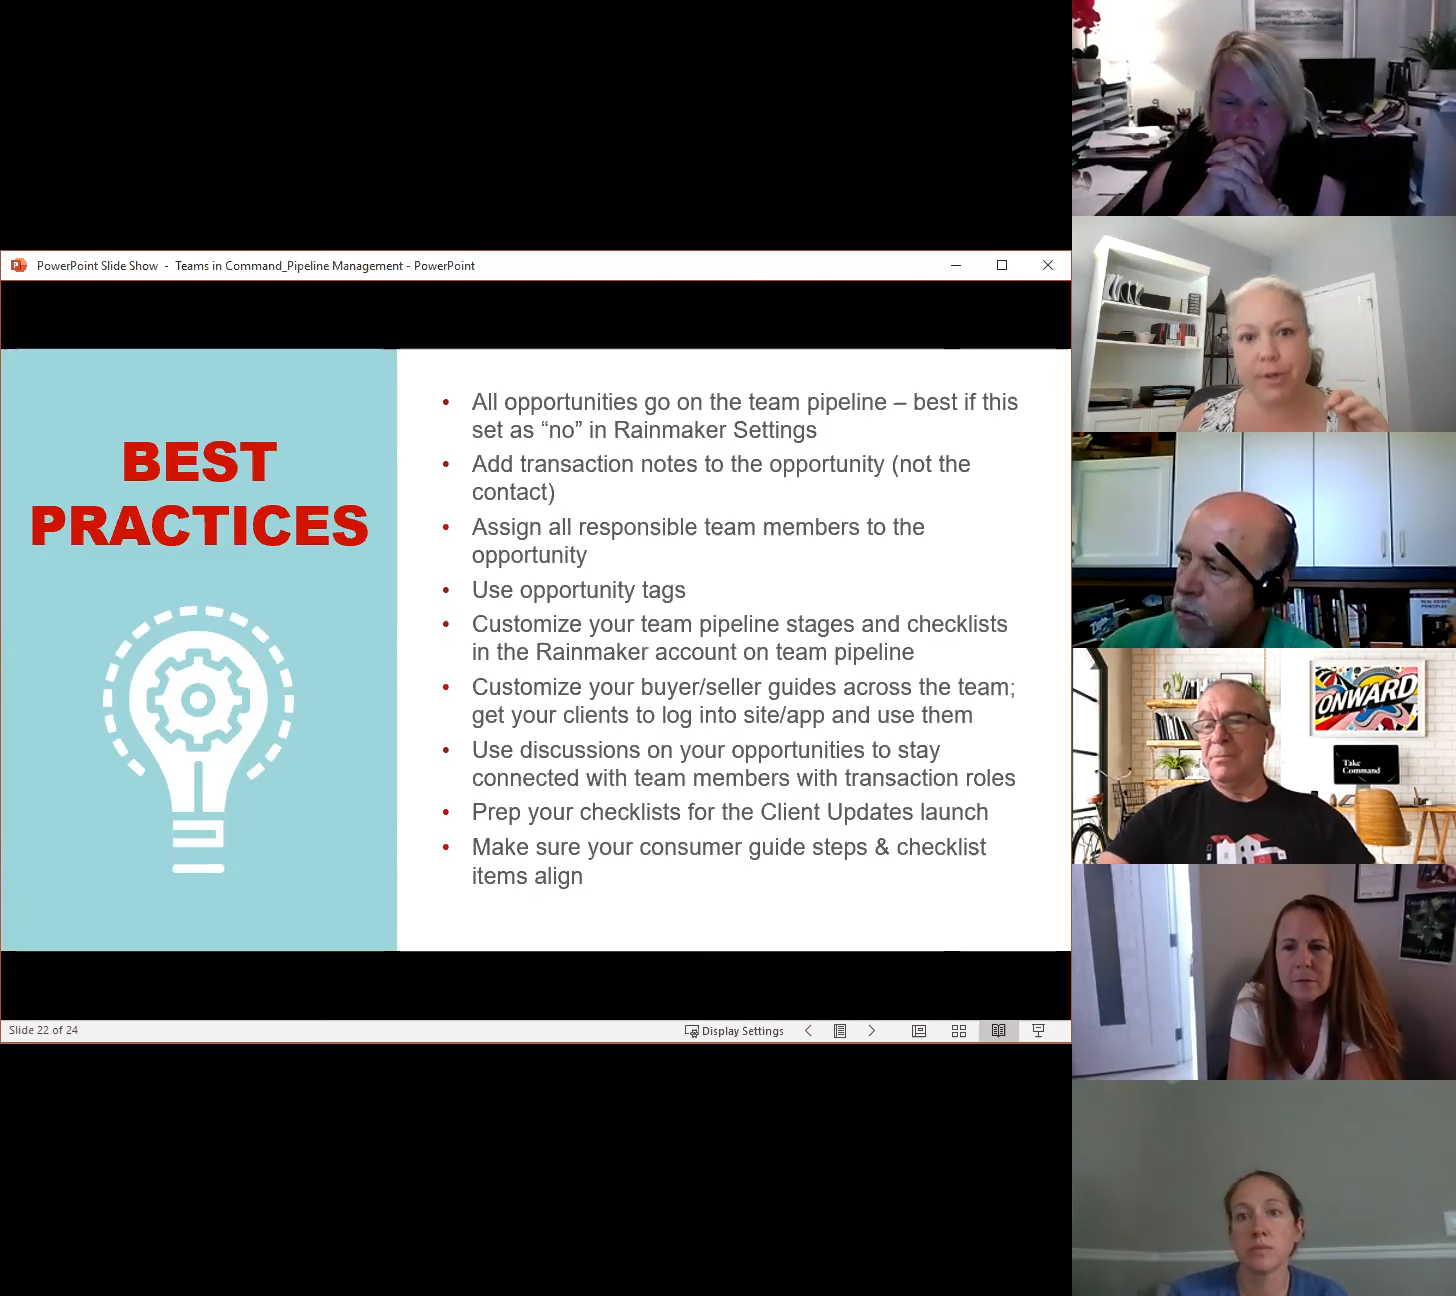 PowerPoint Slide Show - Teams in Command_Pipeline Management - PowerPoint
BEST
PRACTICES
• All opportunities go on the team pipeline – best if this
set as “no” in Rainmaker Settings
• Add transaction notes to the opportunity (not the
contact)
• Assign all responsible team members to the
opportunity
• Use opportunity tags
• Customize your team pipeline stages and checklists
in the Rainmaker account on team pipeline
• Customize your buyer/seller guides across the team;
get your clients to log into site/app and use them
• Use discussions on your opportunities to stay
connected with team members with transaction roles
• Prep your checklists for the Client Updates launch
• Make sure your consumer guide steps & checklist
items align
Slide 22 of 24
Display Settings
REAL ESTATE
PRINCIPLES
ONWARD
Take
Command